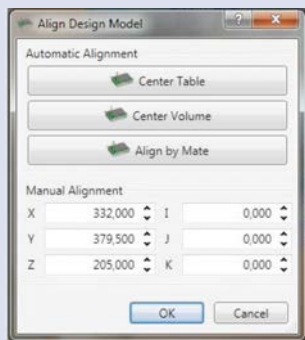 Align Design Model
Automatic Alignment
Center Table
Center Volume
Align by Mate
Manual Alignment
X 332,000 I 0,000
Y 379,500 J 0,000
Z 205,000 K 0,000
OK Cancel